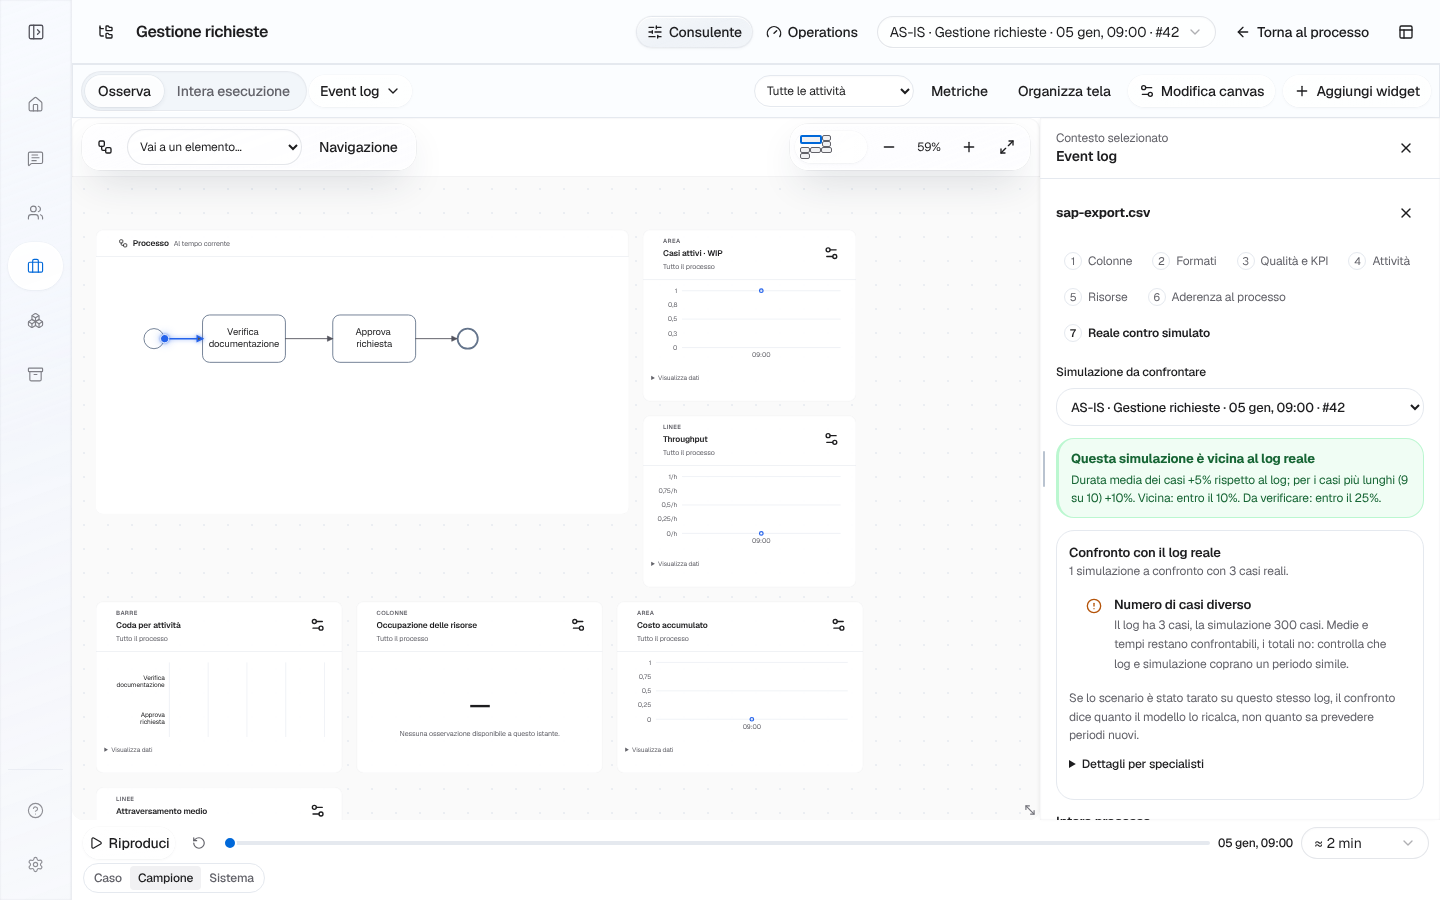 Gestione richieste
Consulente
Operations
AS-IS · Gestione richieste · 05 gen, 09:00 · #42
Torna al processo
Osserva
Intera esecuzione
Event log
Tutte le attività
Metriche
Organizza tela
Modifica canvas
Aggiungi widget
Vai a un elemento...
Navigazione
59%
Processo Al tempo corrente
Verifica
documentazione
Approva
richiesta
AREA
Casi attivi · WIP
Tutto il processo
1
0,8
0,5
0,3
0
09:00
Visualizza dati
LINEE
Throughput
Tutto il processo
1/h
0,75/h
0,5/h
0,25/h
0/h
09:00
Visualizza dati
BARRE
Coda per attività
Tutto il processo
Verifica
documentazione
Approva
richiesta
Visualizza dati
COLONNE
Occupazione delle risorse
Tutto il processo
Nessuna osservazione disponibile a questo istante.
AREA
Costo accumulato
Tutto il processo
1
0,75
0,5
0,25
0
09:00
Visualizza dati
LINEE
Attraversamento medio
Contesto selezionato
Event log
sap-export.csv
1 Colonne
2 Formati
3 Qualità e KPI
4 Attività
5 Risorse
6 Aderenza al processo
7 Reale contro simulato
Simulazione da confrontare
AS-IS · Gestione richieste · 05 gen, 09:00 · #42
Questa simulazione è vicina al log reale
Durata media dei casi +5% rispetto al log; per i casi più lunghi (9
su 10) +10%. Vicina: entro il 10%. Da verificare: entro il 25%.
Confronto con il log reale
1 simulazione a confronto con 3 casi reali.
Numero di casi diverso
Il log ha 3 casi, la simulazione 300 casi. Medie e
tempi restano confrontabili, i totali no: controlla che
log e simulazione coprano un periodo simile.
Se lo scenario è stato tarato su questo stesso log, il confronto
dice quanto il modello lo ricalca, non quanto sa prevedere
periodi nuovi.
Dettagli per specialisti
Riproduci
05 gen, 09:00
≈ 2 min
Caso
Campione
Sistema